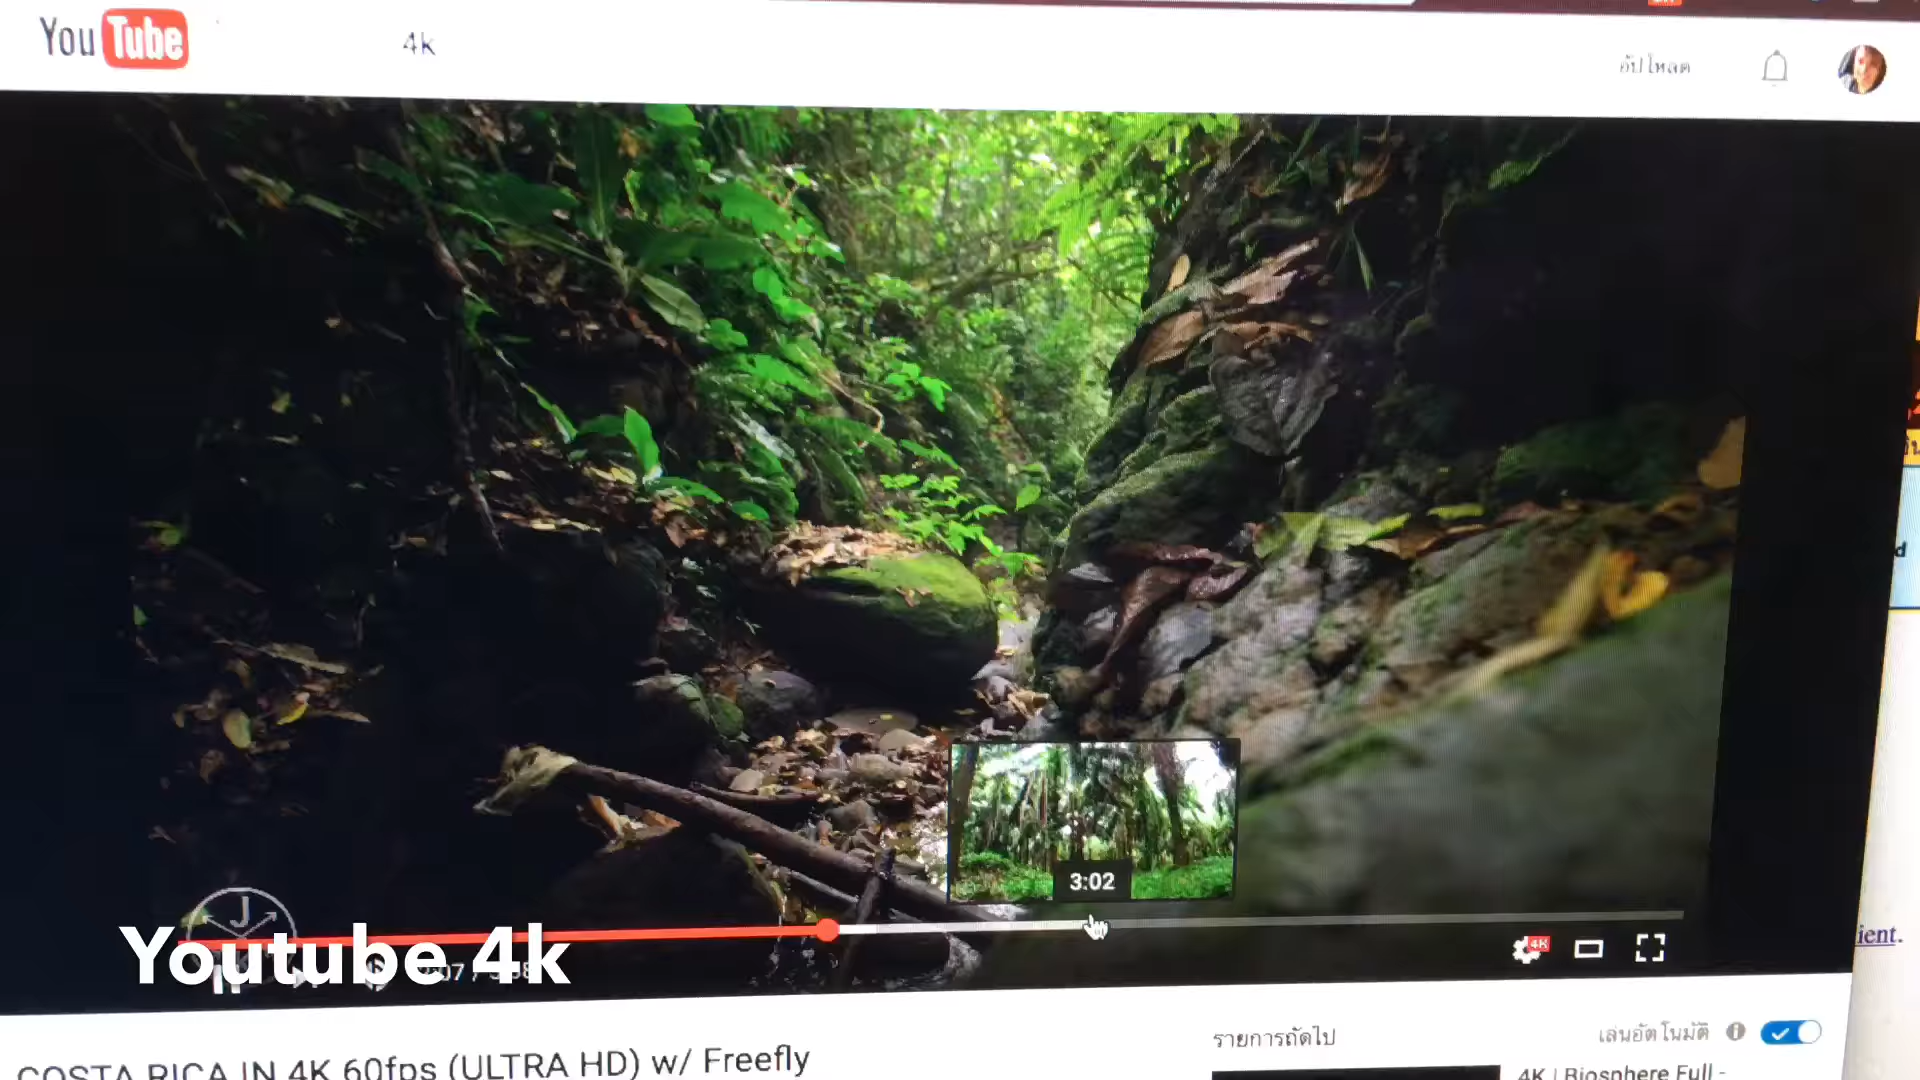 YouTube
4k
อัปโหลด
3:02
4K
J
Youtube 4k
ient.
รายการถัดไป
เล่นอัตโนมัติ
COSTA RICA IN 4K 60fps (ULTRA HD) w/ Freefly
4K | Biosphere Full -